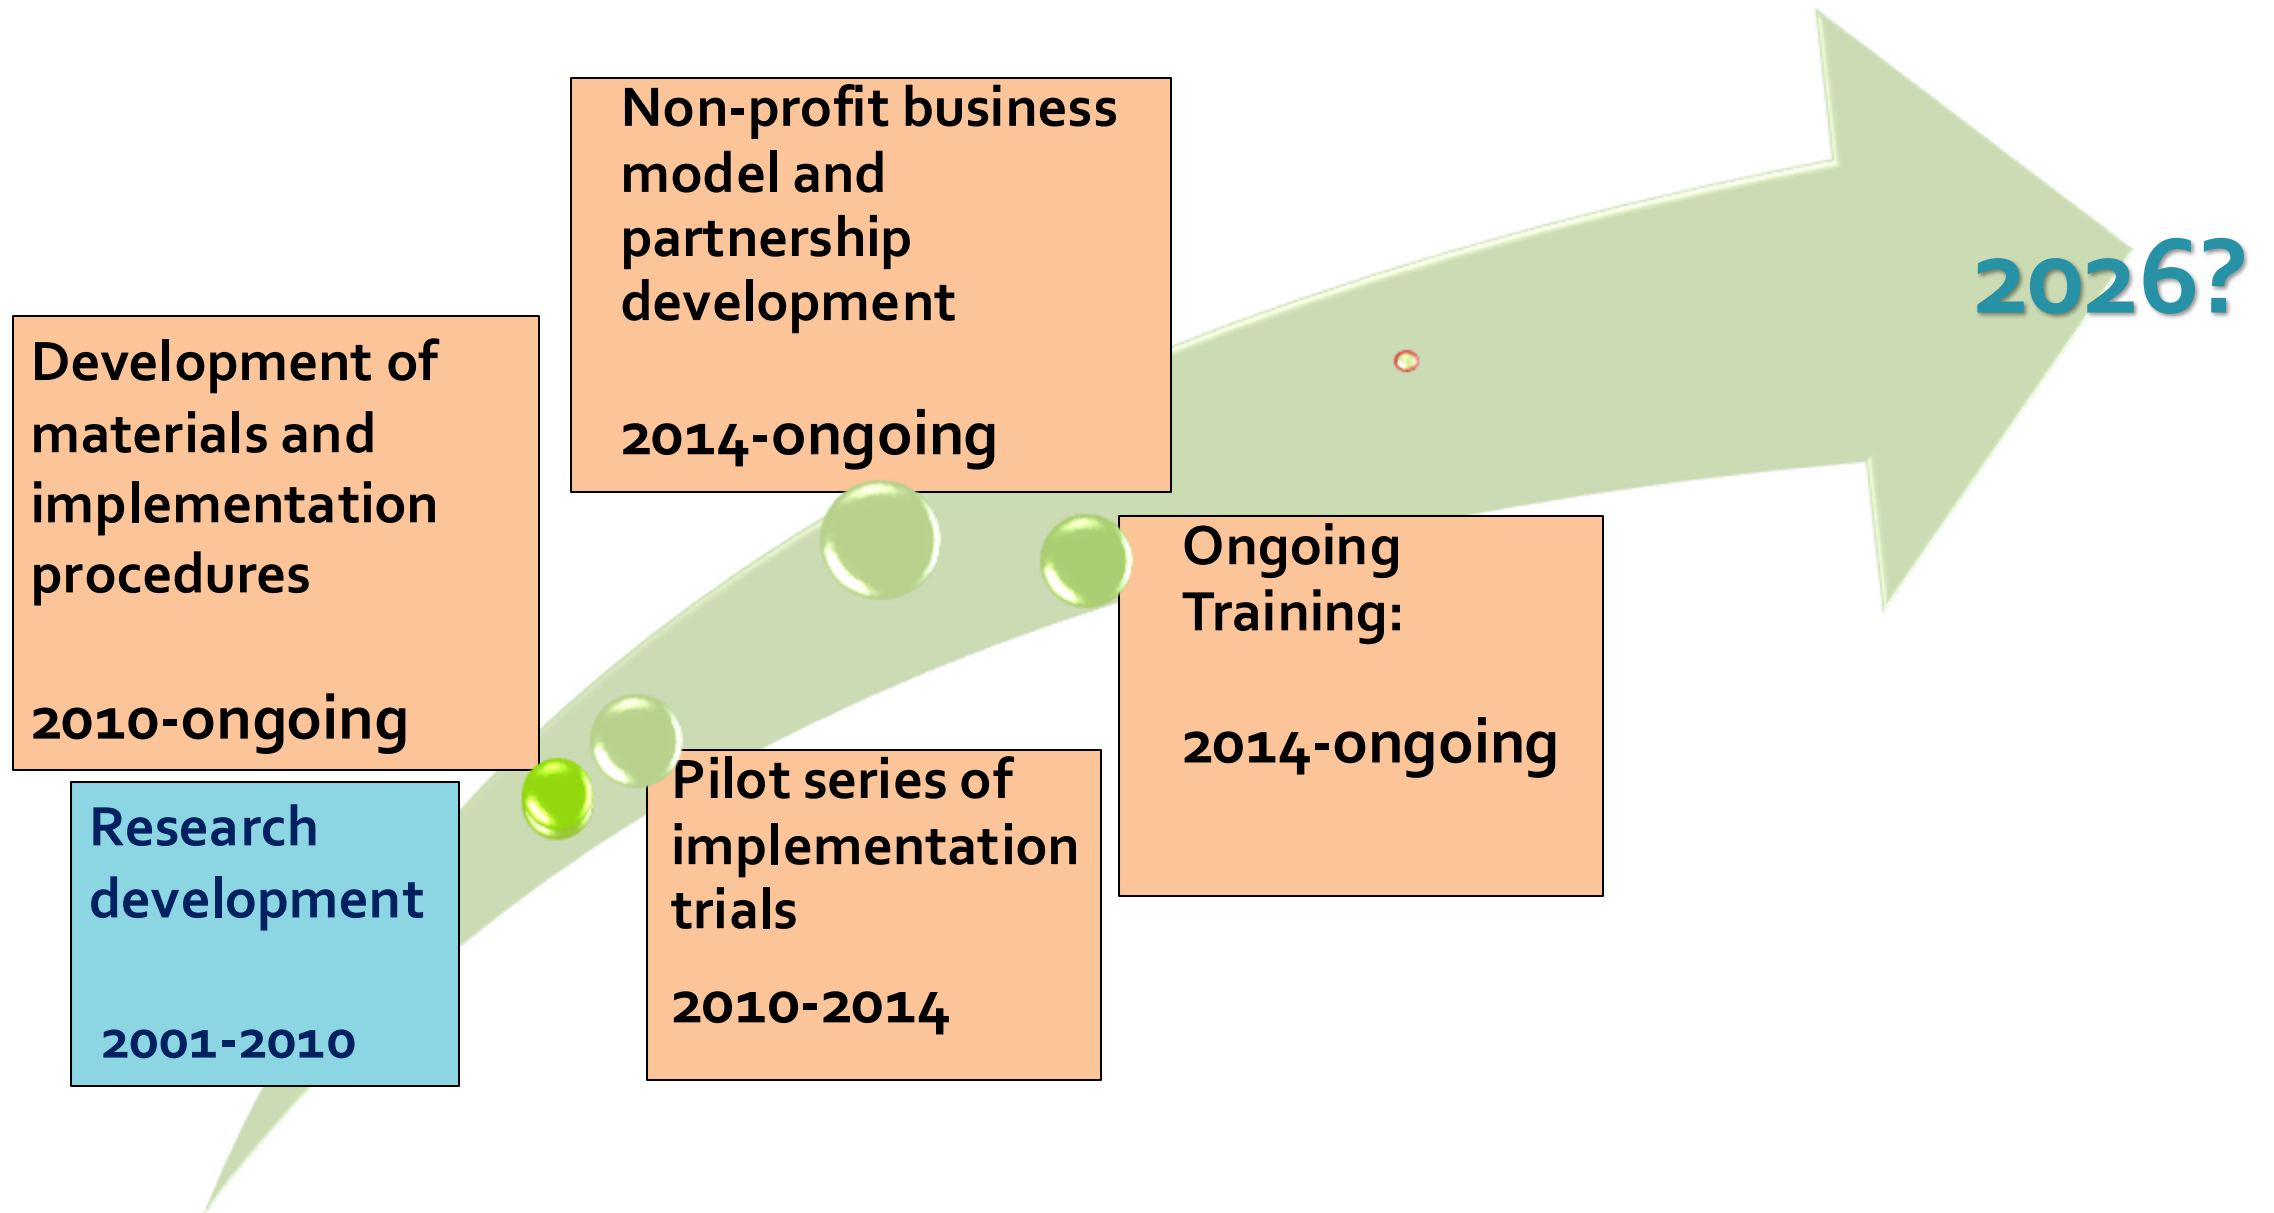 Non-profit business
model and
partnership
development
2014-ongoing
2026?
Development of
materials and
implementation
procedures
2010-ongoing
Ongoing
Training:
2014-ongoing
Research
development
2001-2010
Pilot series of
implementation
trials
2010-2014